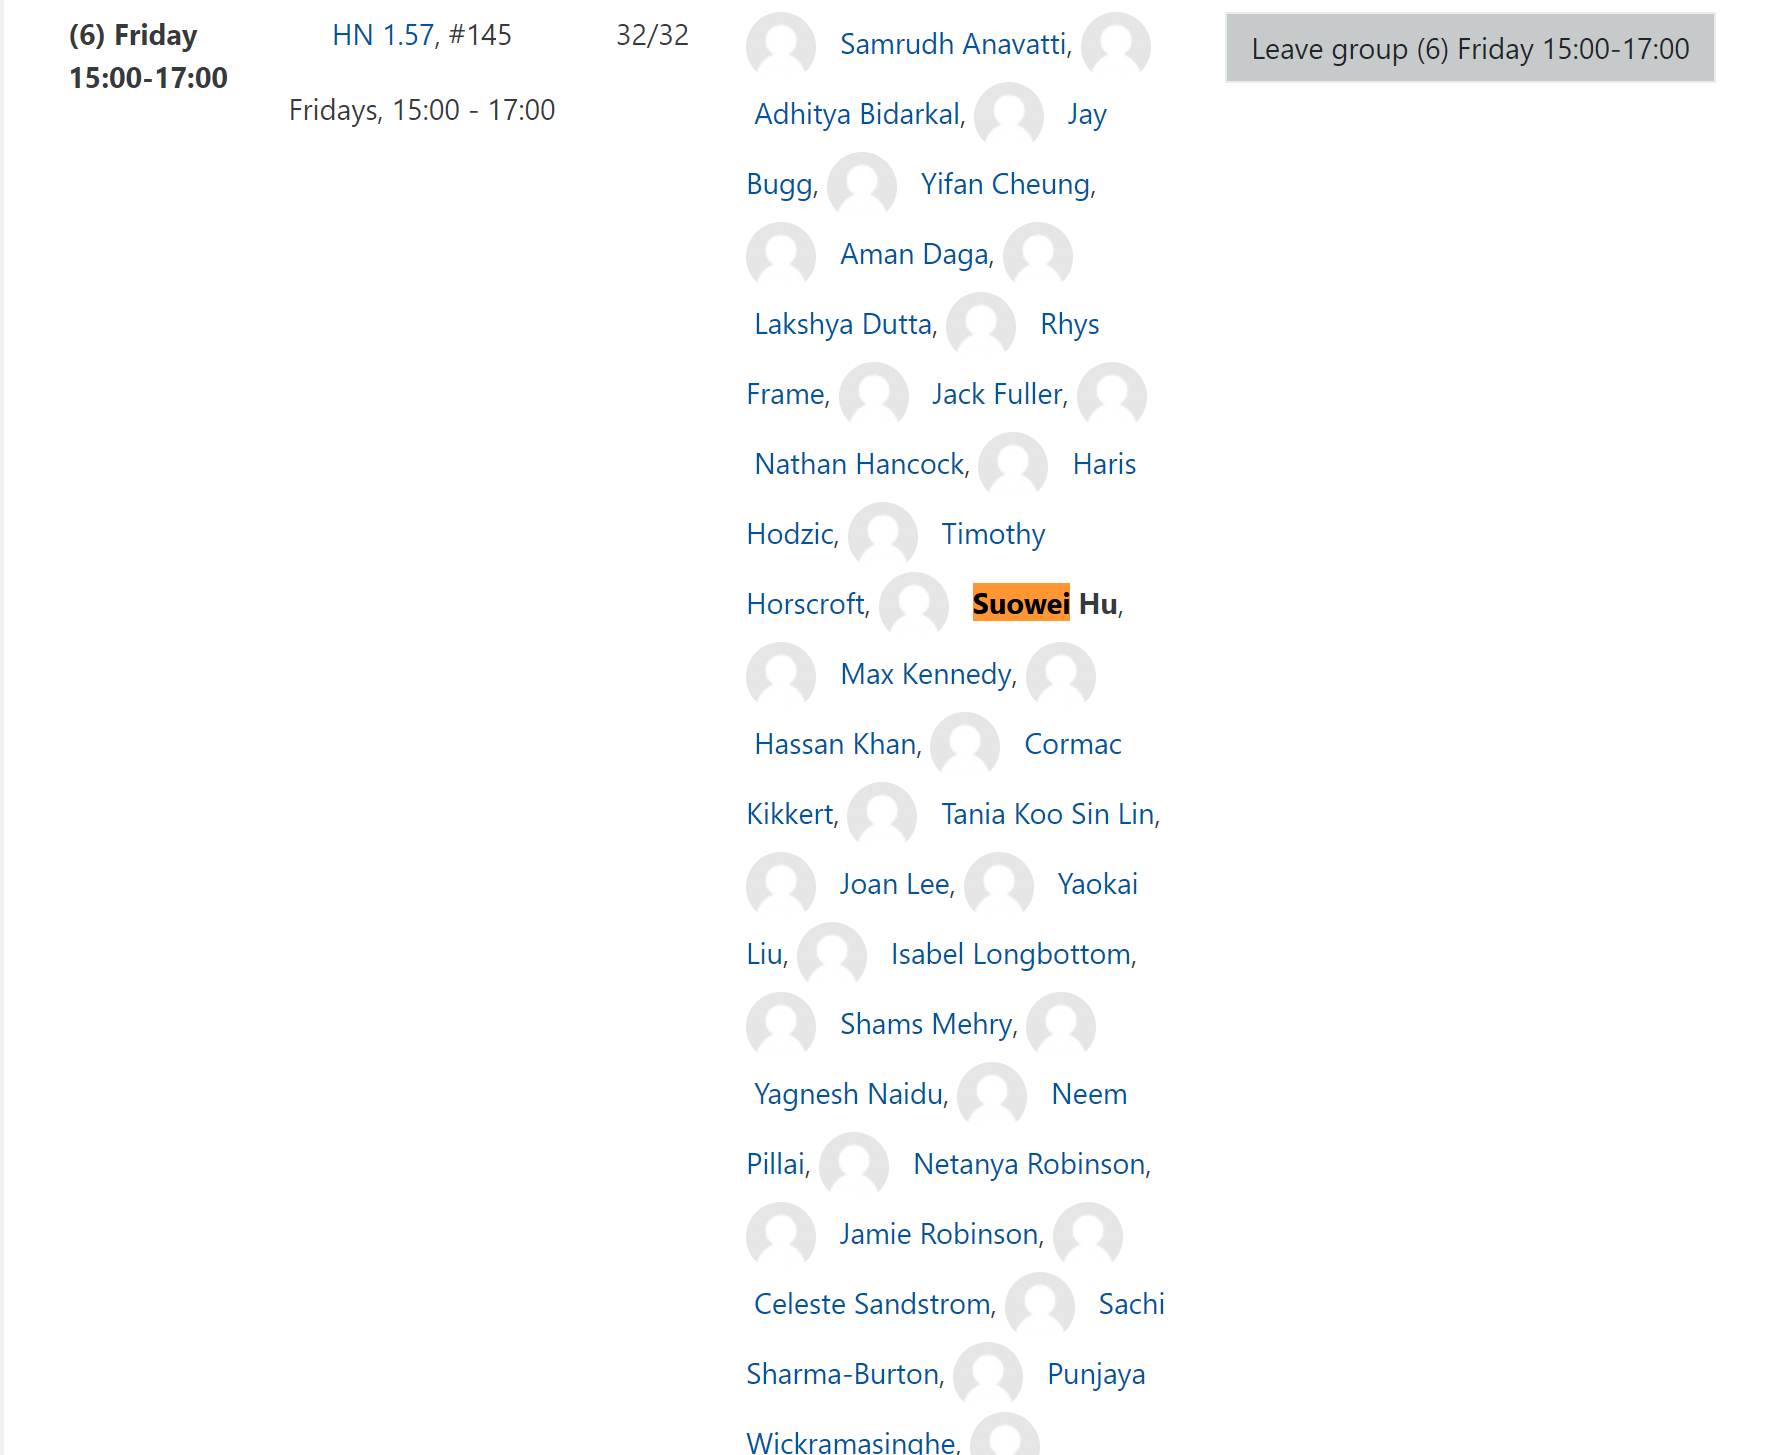 (6) Friday
15:00-17:00
HN 1.57, #145
Fridays, 15:00 - 17:00
32/32
Samrudh Anavatti,
Adhitya Bidarkal, Jay
Bugg, Yifan Cheung,
Aman Daga,
Lakshya Dutta, Rhys
Frame, Jack Fuller,
Nathan Hancock, Haris
Hodzic, Timothy
Horscroft, Suowei Hu,
Max Kennedy,
Hassan Khan, Cormac
Kikkert, Tania Koo Sin Lin,
Joan Lee, Yaokai
Liu, Isabel Longbottom,
Shams Mehry,
Yagnesh Naidu, Neem
Pillai, Netanya Robinson,
Jamie Robinson,
Celeste Sandstrom, Sachi
Sharma-Burton, Punjaya
Wickramasinghe,
Leave group (6) Friday 15:00-17:00